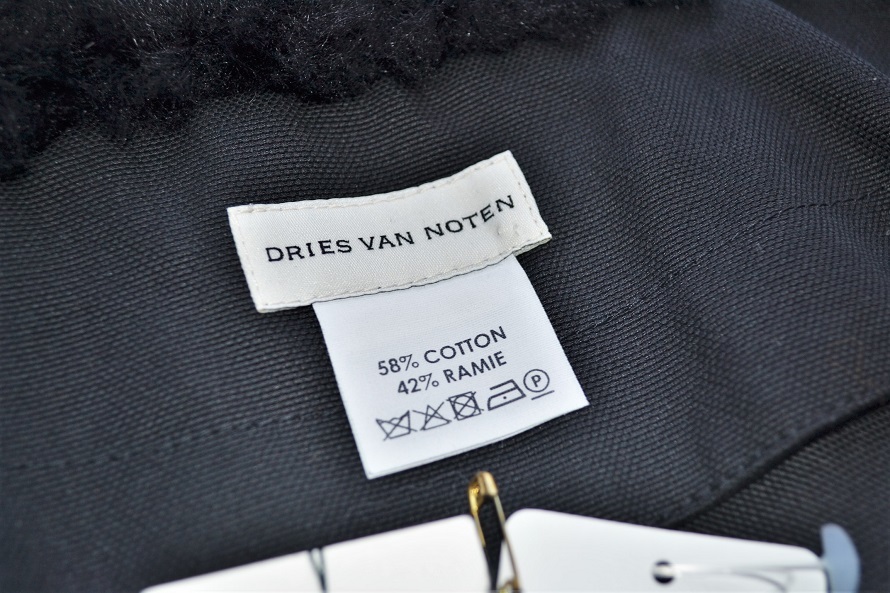 DRIES VAN NOTEN
58% COTTON
42% RAMIE
P